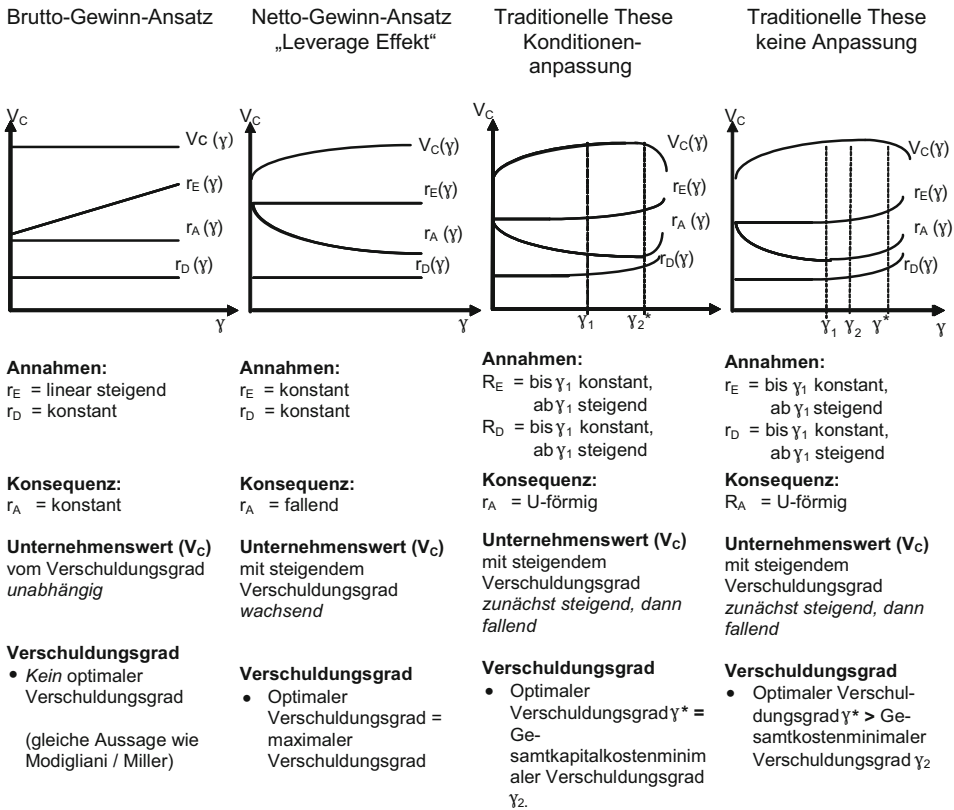 Brutto-Gewinn-Ansatz
V_C
Vc (γ)
r_E (γ)
r_A (γ)
r_D (γ)
γ
Annahmen:
r_E = linear steigend
r_D = konstant
Konsequenz:
r_A = konstant
Unternehmenswert (V_C)
vom Verschuldungsgrad
unabhängig
Verschuldungsgrad
• Kein optimaler
Verschuldungsgrad
(gleiche Aussage wie
Modigliani / Miller)
Netto-Gewinn-Ansatz
„Leverage Effekt“
V_C
V_C(γ)
r_E(γ)
r_A (γ)
r_D(γ)
γ
Annahmen:
r_E = konstant
r_D = konstant
Konsequenz:
r_A = fallend
Unternehmenswert (V_C)
mit steigendem
Verschuldungsgrad
wachsend
Verschuldungsgrad
• Optimaler
Verschuldungsgrad =
maximaler
Verschuldungsgrad
Traditionelle These
Konditionen-
anpassung
V_C
V_C(γ)
r_E(γ)
r_A (γ)
r_D(γ)
γ_1 γ_2* γ
Annahmen:
R_E = bis γ_1 konstant,
ab γ_1 steigend
R_D = bis γ_1 konstant,
ab γ_1 steigend
Konsequenz:
r_A = U-förmig
Unternehmenswert (V_C)
mit steigendem
Verschuldungsgrad
zunächst steigend, dann
fallend
Verschuldungsgrad
• Optimaler
Verschuldungsgrad γ* =
Ge-
samtkapitalkostenminim
aler Verschuldungsgrad
γ_2.
Traditionelle These
keine Anpassung
V_C
V_C(γ)
r_E(γ)
r_A (γ)
r_D(γ)
γ_1 γ_2 γ* γ
Annahmen:
r_E = bis γ_1 konstant,
ab γ_1 steigend
r_D = bis γ_1 konstant,
ab γ_1 steigend
Konsequenz:
R_A = U-förmig
Unternehmenswert (V_C)
mit steigendem
Verschuldungsgrad
zunächst steigend, dann
fallend
Verschuldungsgrad
• Optimaler Verschul-
dungsgrad γ* > Ge-
samtkostenminimaler
Verschuldungsgrad γ_2